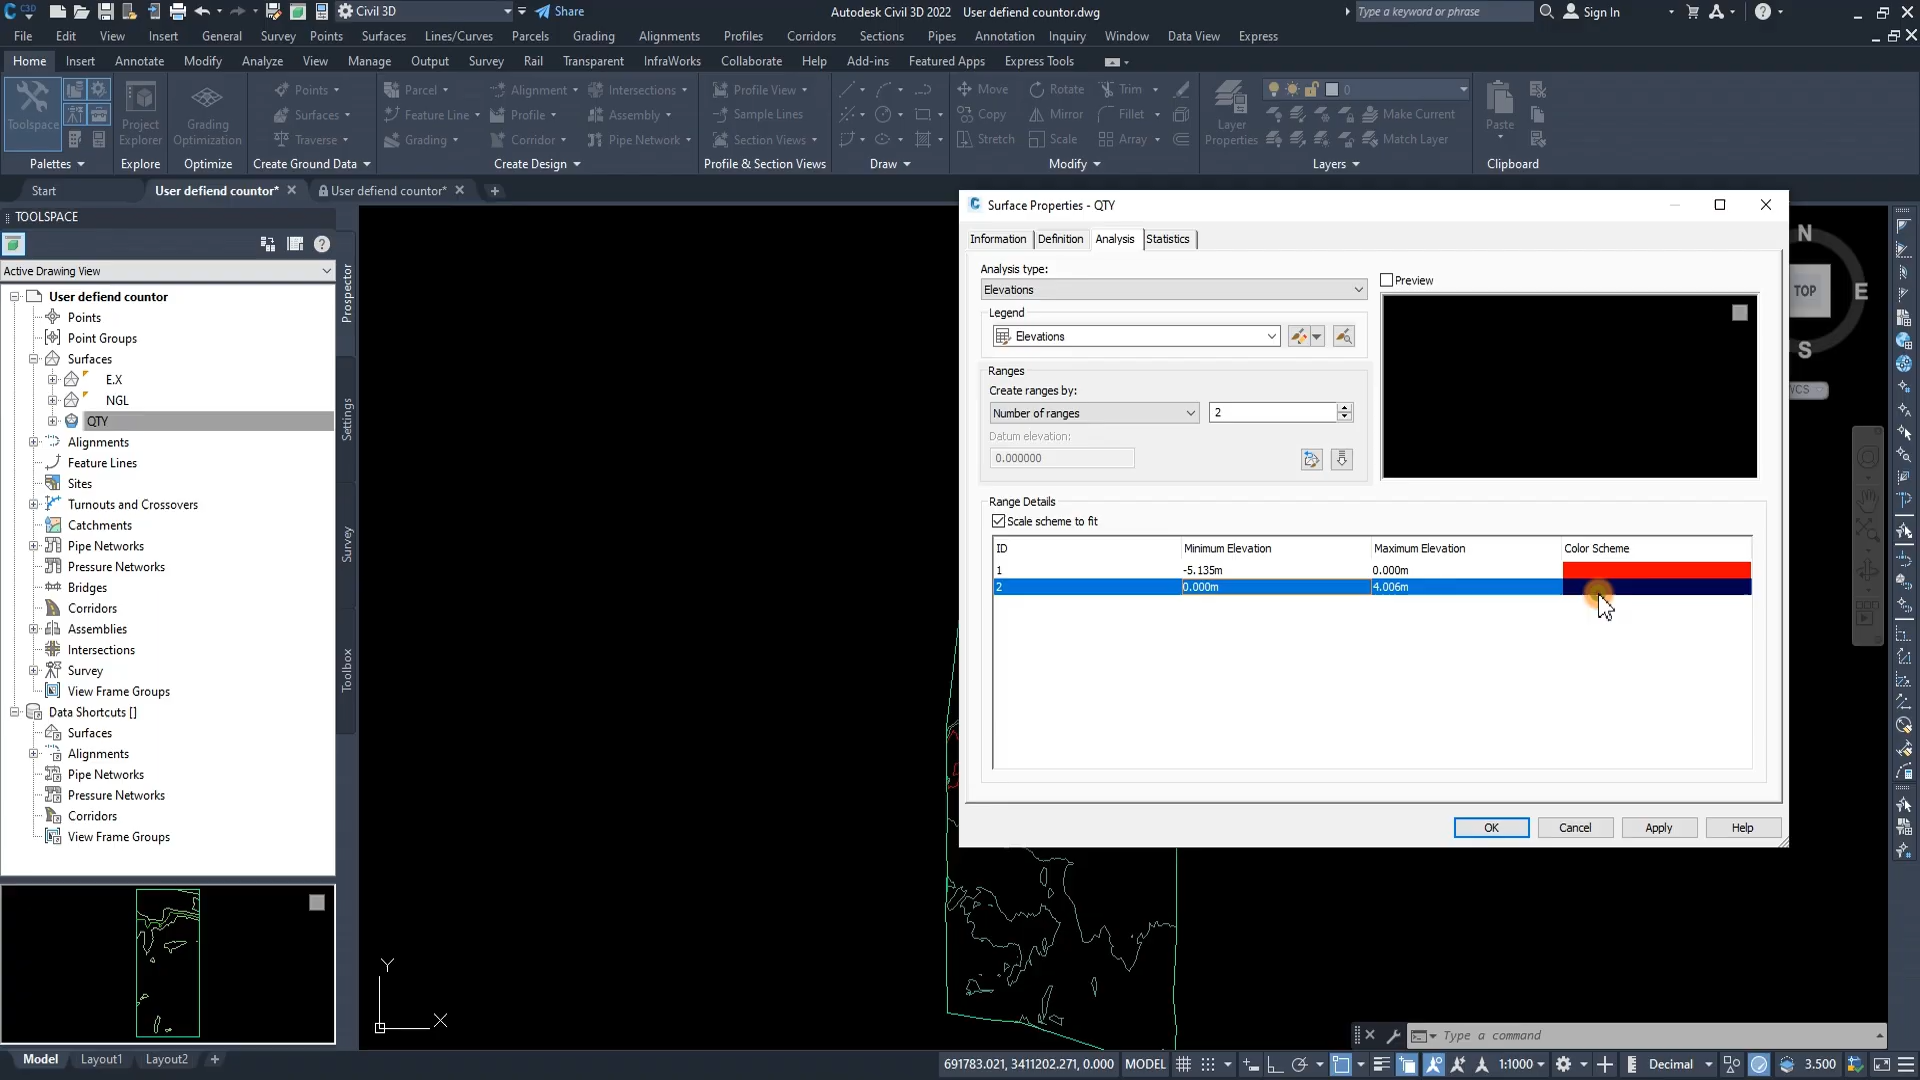 Civil 3D
Share
Autodesk Civil 3D 2022 User defiend countor.dwg
Type a keyword or phrase
Sign In
File Edit View Insert General Survey Points Surfaces Lines/Curves Parcels Grading Alignments Profiles Corridors Sections Pipes Annotation Inquiry Window Data View Express
Home Insert Annotate Modify Analyze View Manage Output Survey Rail Transparent InfraWorks Collaborate Help Add-ins Featured Apps Express Tools
Points Parcel Alignment Intersections Profile View Move Rotate Trim 0
Toolspace Project Explorer Grading Optimization Surfaces Feature Line Profile Assembly Sample Lines Copy Mirror Fillet Layer Properties Make Current Paste
Traverse Grading Corridor Pipe Network Section Views Stretch Scale Array Match Layer
Palettes Explore Optimize Create Ground Data Create Design Profile & Section Views Draw Modify Layers Clipboard
Start User defiend countor* User defiend countor*
TOOLSPACE
Active Drawing View
User defiend countor
Points
Point Groups
Surfaces
E.X
NGL
QTY
Alignments
Feature Lines
Sites
Turnouts and Crossovers
Catchments
Pipe Networks
Pressure Networks
Bridges
Corridors
Assemblies
Intersections
Survey
View Frame Groups
Data Shortcuts []
Surfaces
Alignments
Pipe Networks
Pressure Networks
Corridors
View Frame Groups
Prospector
Settings
Survey
Toolbox
Surface Properties - QTY
Information Definition Analysis Statistics
Analysis type:
Elevations
Preview
Legend
Elevations
Ranges
Create ranges by:
Number of ranges 2
Datum elevation:
0.000000
Range Details
Scale scheme to fit
ID Minimum Elevation Maximum Elevation Color Scheme
1 -5.135m 0.000m
2 0.000m 4.006m
OK Cancel Apply Help
N
TOP
E
S
WCS
Y
X
Type a command
Model Layout1 Layout2
691783.021, 3411202.271, 0.000 MODEL 1:1000 Decimal 3.500